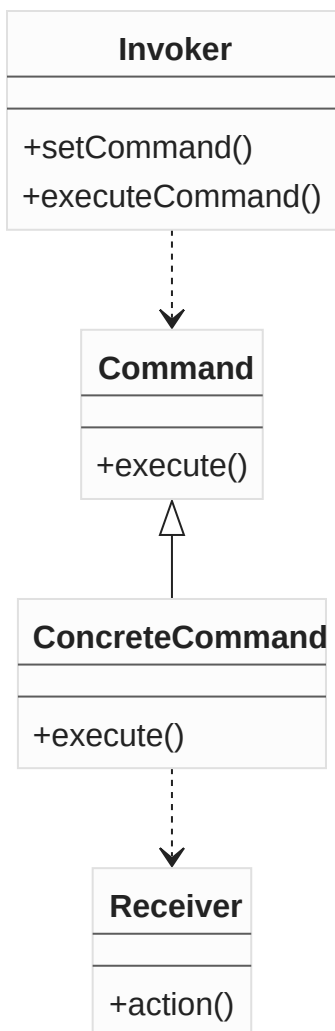 Invoker
+setCommand()
+executeCommand()
Command
+execute()
ConcreteCommand
+execute()
Receiver
+action()